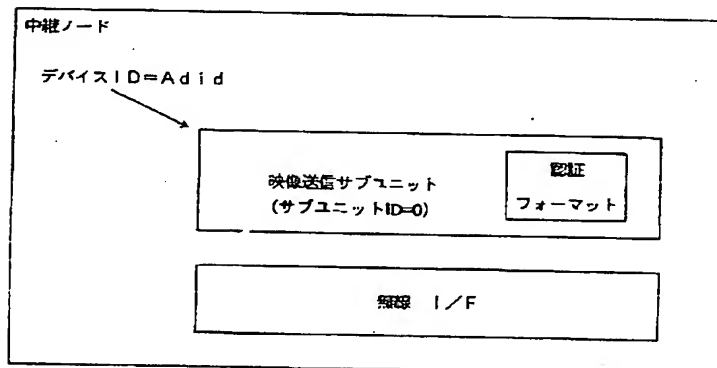 中継ノード
デバイスID=Adid
映像送信サブユニット
(サブユニットID=0)
認証
フォーマット
無線 I/F